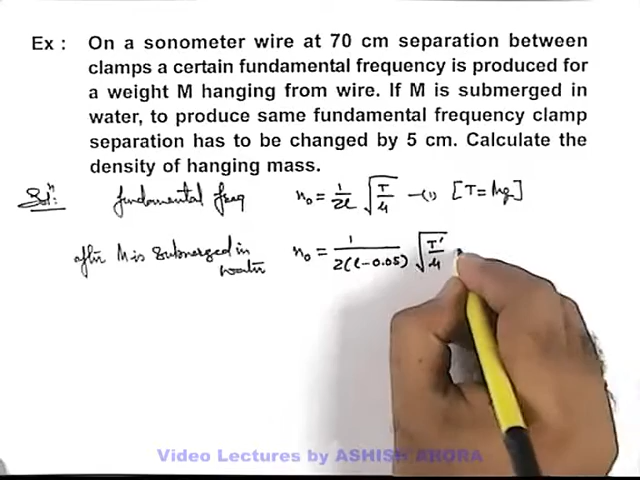 Ex : On a sonometer wire at 70 cm separation between
clamps a certain fundamental frequency is produced for
a weight M hanging from wire. If M is submerged in
water, to produce same fundamental frequency clamp
separation has to be changed by 5 cm. Calculate the
density of hanging mass.
Solⁿ: fundamental freq n₀ = 1/2l √(T/μ) —(1) [T = Mg]
after M is submerged in
water n₀ = 1/2(l-0.05) √(T'/μ)
Video Lectures by ASHISH ARORA